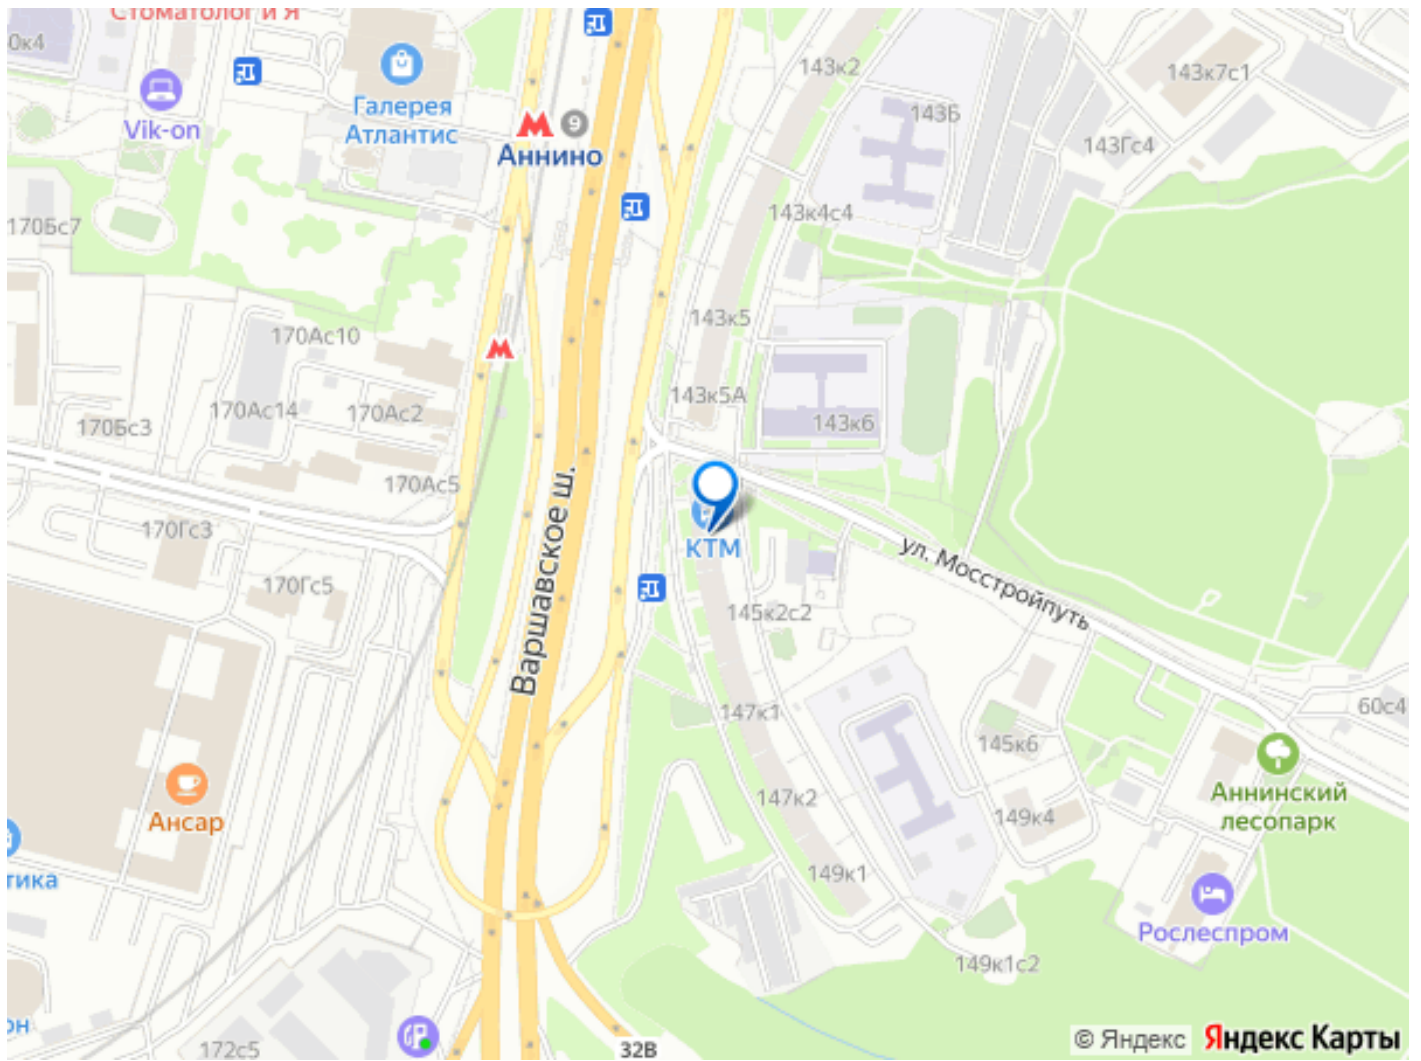 Стоматолог и Я
0к4
143к2
143к7с1
Галерея
Атлантис
Vik-on
9
Аннино
143Б
143Гс4
170Бс7
143к4с4
143к5
170Ас10
143к5А
170Ас14
170Ас2
143к6
170Бс3
170Ас5
Варшавское ш.
170Гс3
КТМ
ул. Мосстройпуть
170Гс5
145к2с2
147к1
60с4
145к6
Аннинский
лесопарк
147к2
149к4
Ансар
149к1
тика
Рослеспром
149к1с2
он
172с5
32В
© Яндекс
Яндекс Карты